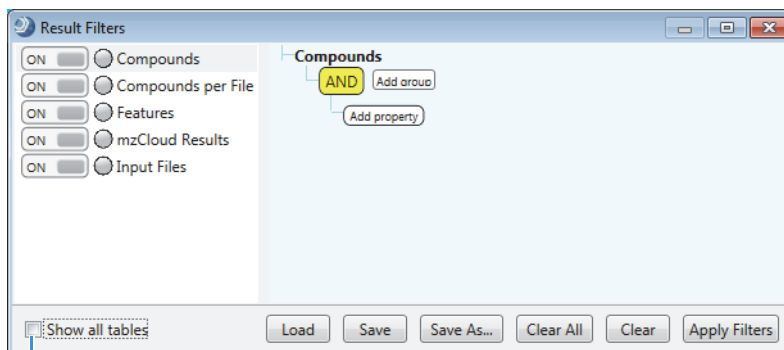 Result Filters
ON Compounds
ON Compounds per File
ON Features
ON mzCloud Results
ON Input Files
Compounds
AND Add group
Add property
Show all tables Load Save Save As... Clear All Clear Apply Filters